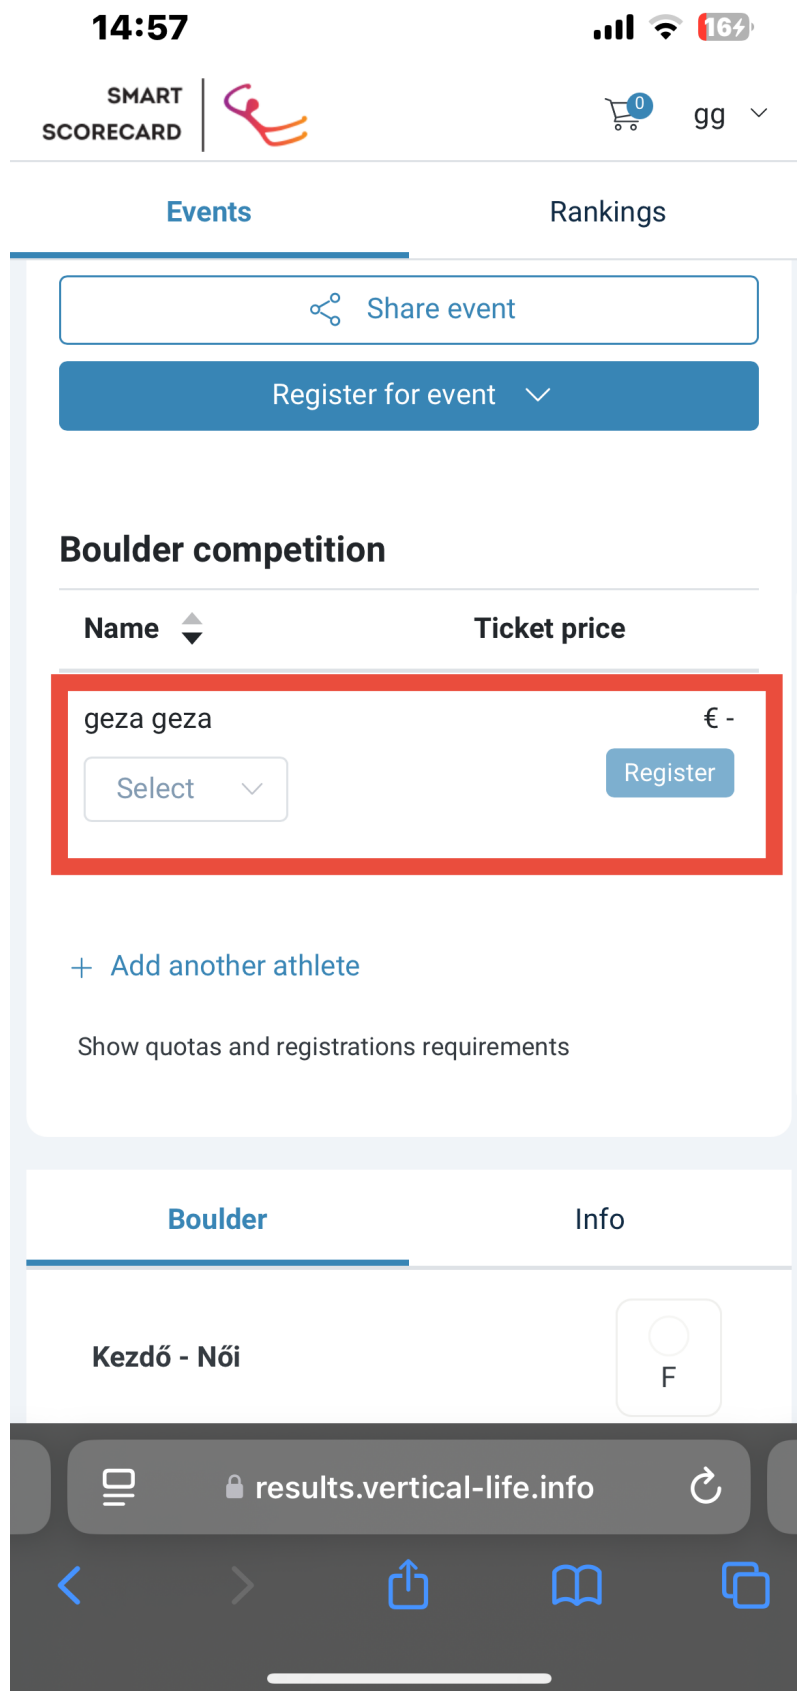 14:57
16
SMART
SCORECARD
0
gg
Events
Rankings
Share event
Register for event
Boulder competition
Name
Ticket price
geza geza
€ -
Select
Register
+ Add another athlete
Show quotas and registrations requirements
Boulder
Info
Kezdő - Női
F
results.vertical-life.info